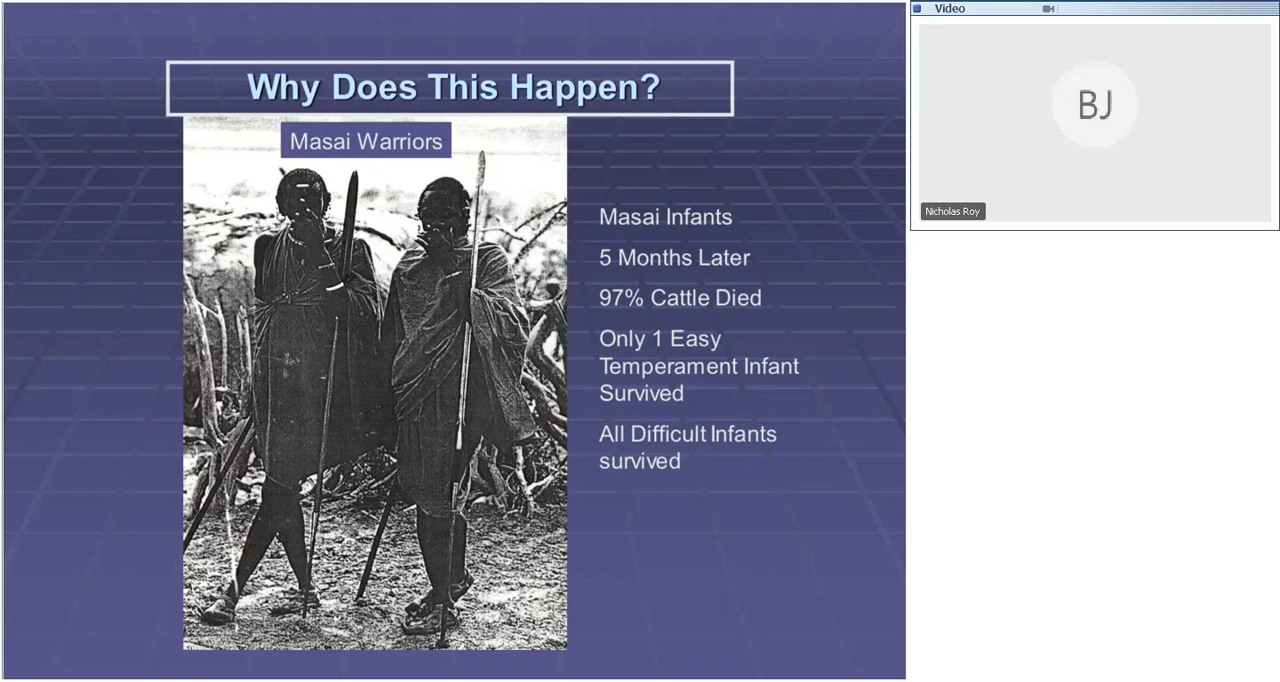 Why Does This Happen?
Masai Warriors
Masai Infants
5 Months Later
97% Cattle Died
Only 1 Easy
Temperament Infant
Survived
All Difficult Infants
survived
Video
BJ
Nicholas Roy